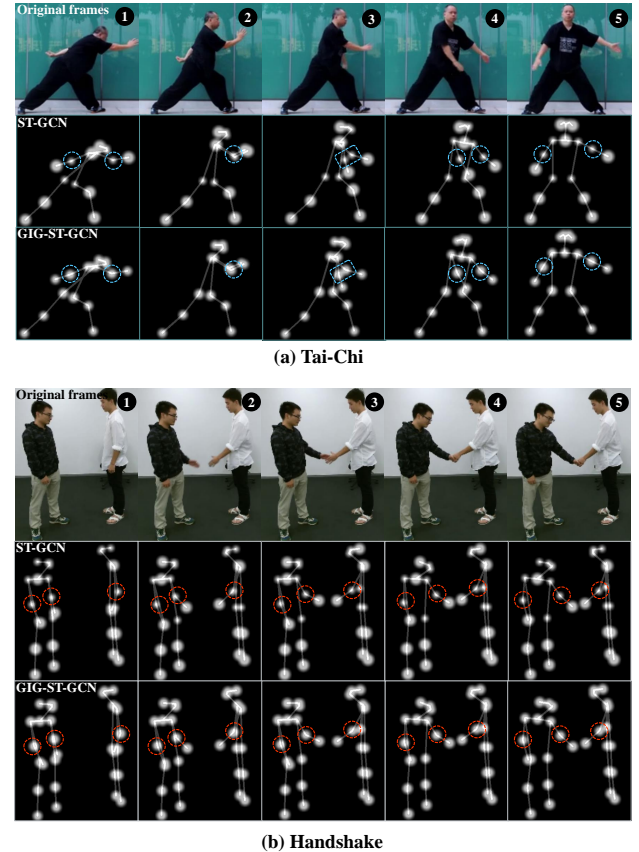 Original frames
1 2 3 4 5
ST-GCN
GIG-ST-GCN
(a) Tai-Chi
Original frames
1 2 3 4 5
ST-GCN
GIG-ST-GCN
(b) Handshake